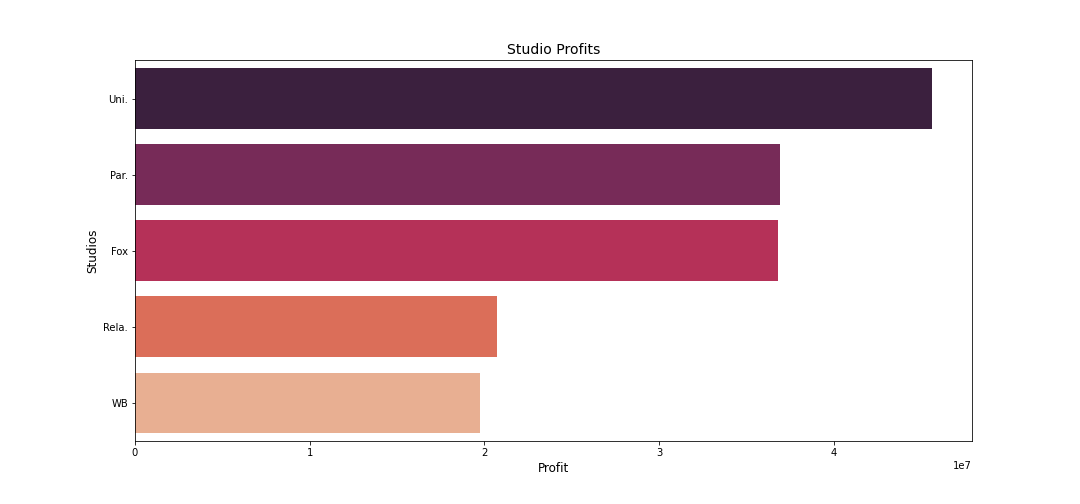 Studio Profits
Studios
Uni.
Par.
Fox
Rela.
WB
0 1 2 3 4
1e7
Profit